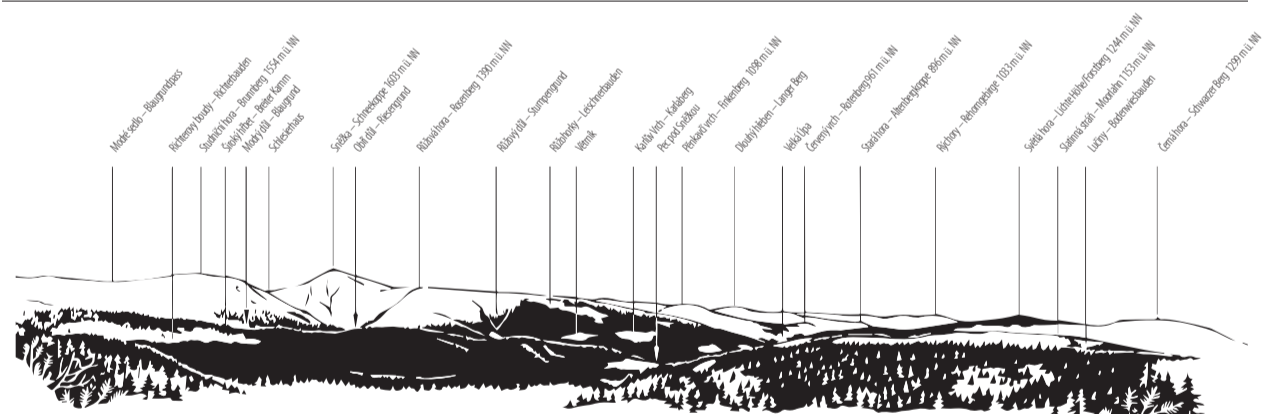 Modré sedlo – Blaugrundpass
Richterovy boudy – Richterbauden
Studniční hora – Brunnberg 1554 m ü. NN
Široký hřbet – Breiter Kamm
Modrý důl – Blaugrund
Schlesierhaus
Sněžka – Schneekoppe 1603 m ü. NN
Obří důl – Riesengrund
Růžová hora – Rosenberg 1390 m ü. NN
Růžový důl – Stumpengrund
Růžohorky – Leischnerbauden
Větrník
Karlův Vrch – Karlsberg
Pec pod Sněžkou
Pěnkavčí vrch – Finkenberg 1098 m ü. NN
Dlouhý hřeben – Langer Berg
Velká Úpa
Červený vrch – Rotenberg 961 m ü. NN
Stará hora – Altenbergkoppe 896 m ü. NN
Rýchory – Rehorngebirge 1033 m ü. NN
Světlá hora – Lichte Höhe/Forstberg 1244 m ü. NN
Slatinná stráň – Moorlahn 1153 m ü. NN
Lučiny – Bodenwiesbauden
Černá hora – Schwarzer Berg 1299 m ü. NN